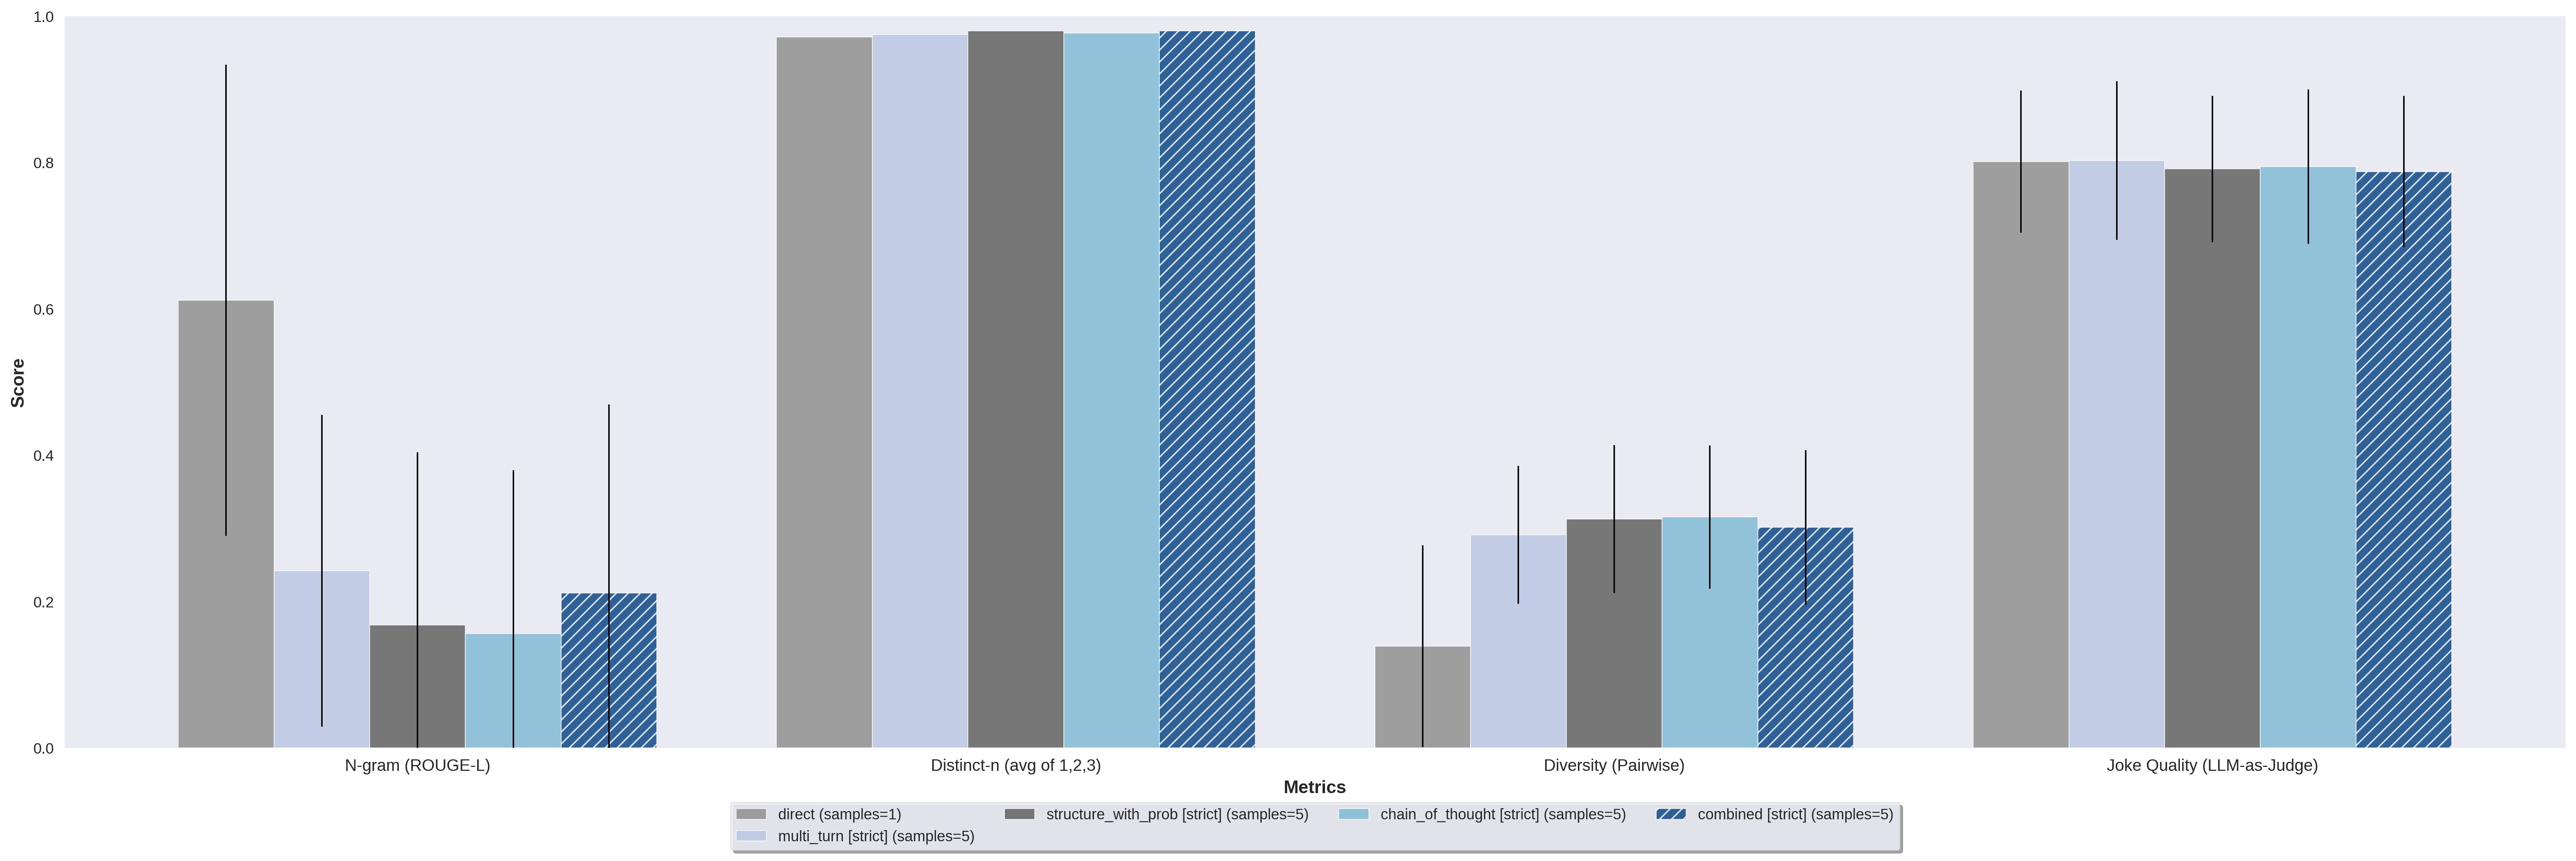 1.0
0.8
0.6
0.4
0.2
0.0
Score
N-gram (ROUGE-L)
Distinct-n (avg of 1,2,3)
Diversity (Pairwise)
Joke Quality (LLM-as-Judge)
Metrics
direct (samples=1)
multi_turn [strict] (samples=5)
structure_with_prob [strict] (samples=5)
chain_of_thought [strict] (samples=5)
combined [strict] (samples=5)